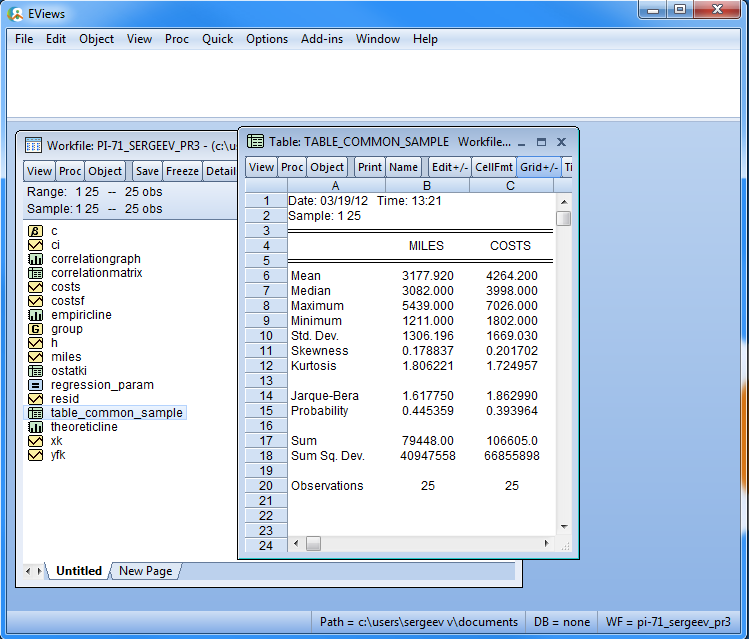 EViews
File Edit Object View Proc Quick Options Add-ins Window Help
Workfile: PI-71_SERGEEV_PR3 - (c:\u
View Proc Object Save Freeze Detail
Range: 1 25 -- 25 obs
Sample: 1 25 -- 25 obs
β c
ci
correlationgraph
correlationmatrix
costs
costsf
empiricline
G group
h
miles
ostatki
= regression_param
resid
table_common_sample
theoreticline
xk
yfk
Untitled New Page
Table: TABLE_COMMON_SAMPLE Workfile...
View Proc Object Print Name Edit+/- CellFmt Grid+/- Ti
A B C
1 Date: 03/19/12 Time: 13:21
2 Sample: 1 25
3
4 MILES COSTS
5
6 Mean 3177.920 4264.200
7 Median 3082.000 3998.000
8 Maximum 5439.000 7026.000
9 Minimum 1211.000 1802.000
10 Std. Dev. 1306.196 1669.030
11 Skewness 0.178837 0.201702
12 Kurtosis 1.806221 1.724957
13
14 Jarque-Bera 1.617750 1.862990
15 Probability 0.445359 0.393964
16
17 Sum 79448.00 106605.0
18 Sum Sq. Dev. 40947558 66855898
19
20 Observations 25 25
21
22
23
24
Path = c:\users\sergeev v\documents DB = none WF = pi-71_sergeev_pr3